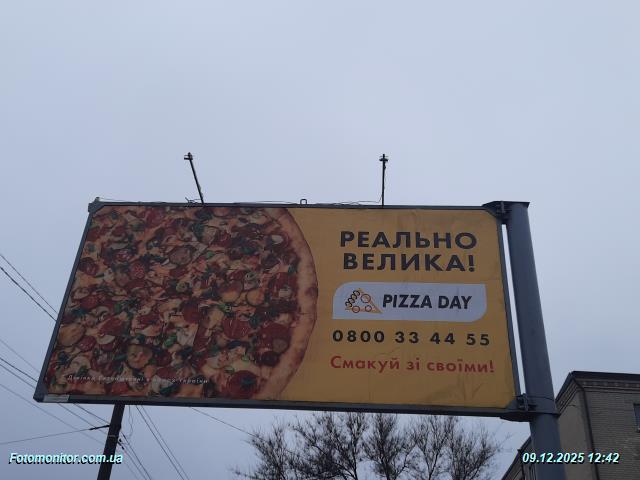 РЕАЛЬНО
ВЕЛИКА!
PIZZA DAY
0800 33 44 55
Смакуй зі своїми!
Fotomonitor.com.ua
09.12.2025 12:42